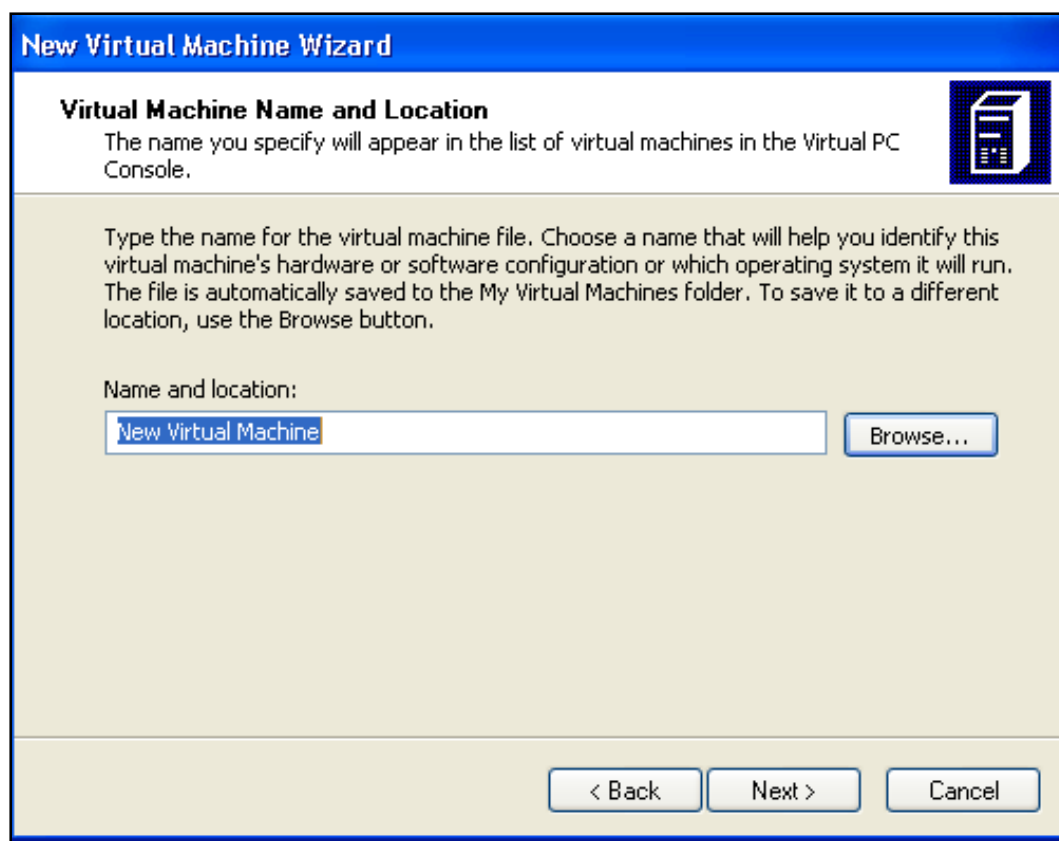 New Virtual Machine Wizard
Virtual Machine Name and Location
The name you specify will appear in the list of virtual machines in the Virtual PC
Console.
Type the name for the virtual machine file. Choose a name that will help you identify this
virtual machine's hardware or software configuration or which operating system it will run.
The file is automatically saved to the My Virtual Machines folder. To save it to a different
location, use the Browse button.
Name and location:
New Virtual Machine
Browse...
< Back
Next >
Cancel